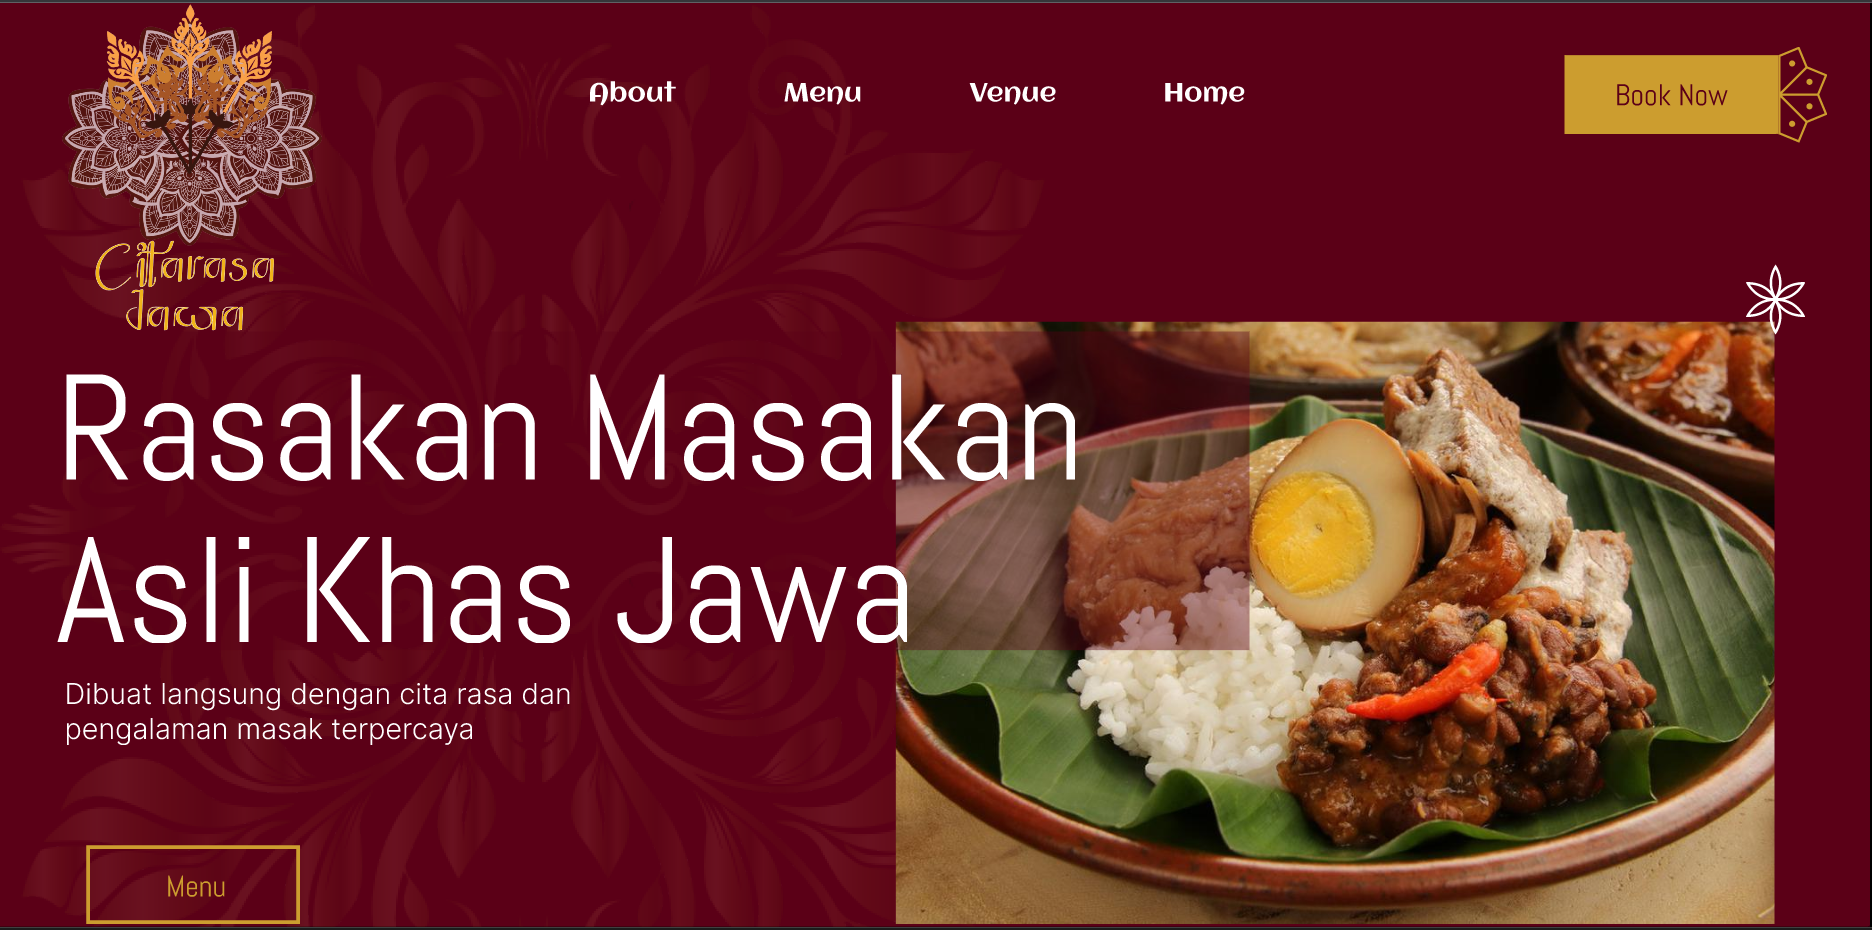 Citarasa
Jawa
About
Menu
Venue
Home
Book Now
Rasakan Masakan
Asli Khas Jawa
Dibuat langsung dengan cita rasa dan
pengalaman masak terpercaya
Menu